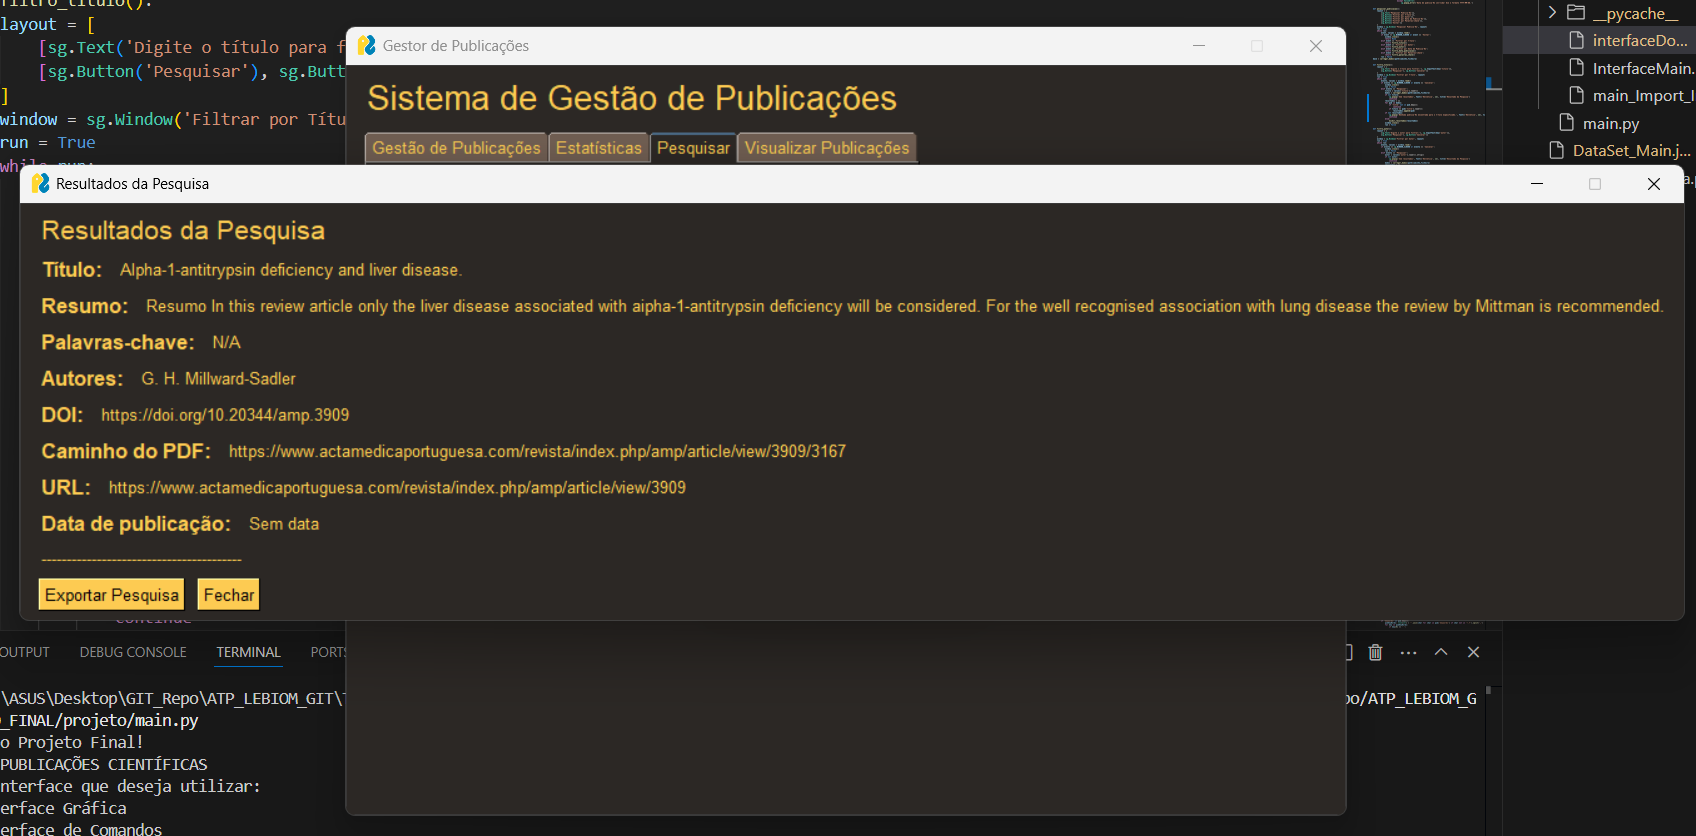 filtro_titulo():
layout = [
[sg.Text('Digite o título para f
[sg.Button('Pesquisar'), sg.Butt
]
window = sg.Window('Filtrar por Títu
run = True
while run:
Gestor de Publicações
Sistema de Gestão de Publicações
Gestão de Publicações
Estatísticas
Pesquisar
Visualizar Publicações
__pycache__
interfaceDo...
InterfaceMain.
main_Import_I
main.py
DataSet_Main.j...
Resultados da Pesquisa
Resultados da Pesquisa
Título: Alpha-1-antitrypsin deficiency and liver disease.
Resumo: Resumo In this review article only the liver disease associated with aipha-1-antitrypsin deficiency will be considered. For the well recognised association with lung disease the review by Mittman is recommended.
Palavras-chave: N/A
Autores: G. H. Millward-Sadler
DOI: https://doi.org/10.20344/amp.3909
Caminho do PDF: https://www.actamedicaportuguesa.com/revista/index.php/amp/article/view/3909/3167
URL: https://www.actamedicaportuguesa.com/revista/index.php/amp/article/view/3909
Data de publicação: Sem data
----------------------------------------
Exportar Pesquisa
Fechar
continue
OUTPUT DEBUG CONSOLE TERMINAL PORTS
\ASUS\Desktop\GIT_Repo\ATP_LEBIOM_GIT\T
po/ATP_LEBIOM_G
_FINAL/projeto/main.py
o Projeto Final!
PUBLICAÇÕES CIENTÍFICAS
nterface que deseja utilizar:
erface Gráfica
erface de Comandos